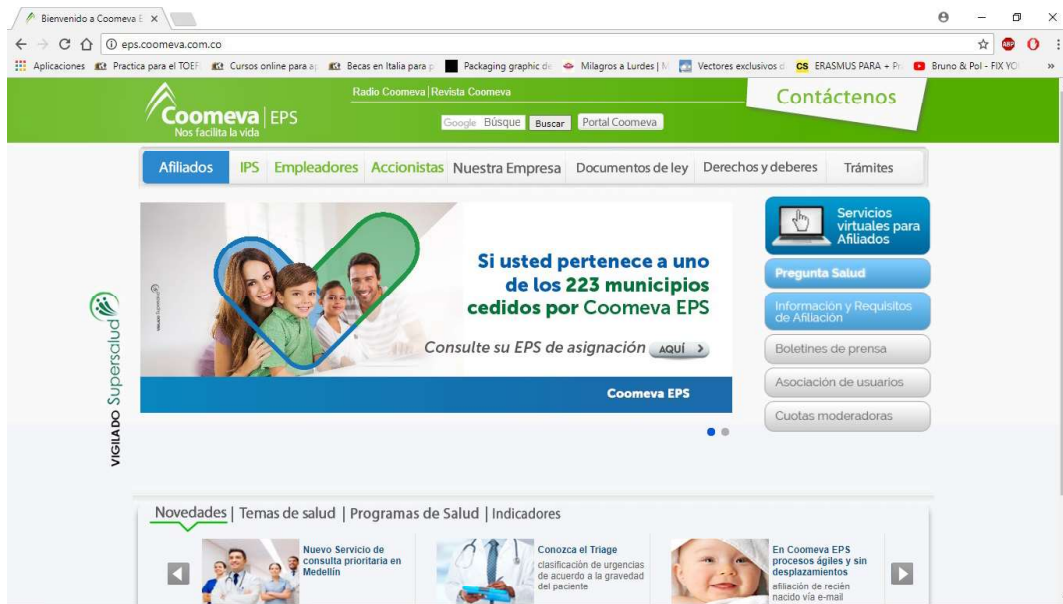 Bienvenido a Coomeva E
eps.coomeva.com.co
ABP
Aplicaciones Practica para el TOEF Cursos online para a Becas en Italia para p Packaging graphic de Milagros a Lurdes | M Vectores exclusivos d CS ERASMUS PARA + Pr Bruno & Pol - FIX YO »
Radio Coomeva | Revista Coomeva
Contáctenos
Coomeva | EPS
Nos facilita la vida
Google Búsque Buscar Portal Coomeva
Afiliados IPS Empleadores Accionistas Nuestra Empresa Documentos de ley Derechos y deberes Trámites
Si usted pertenece a uno
de los 223 municipios
cedidos por Coomeva EPS
Consulte su EPS de asignación AQUÍ >
Coomeva EPS
VIGILADO Supersalud
Servicios
virtuales para
Afiliados
Pregunta Salud
Información y Requisitos
de Afiliación
Boletines de prensa
Asociación de usuarios
Cuotas moderadoras
Novedades | Temas de salud | Programas de Salud | Indicadores
Nuevo Servicio de
consulta prioritaria en
Medellín
Conozca el Triage
clasificación de urgencias
de acuerdo a la gravedad
del paciente
En Coomeva EPS
procesos ágiles y sin
desplazamientos
afiliación de recién
nacido vía e-mail